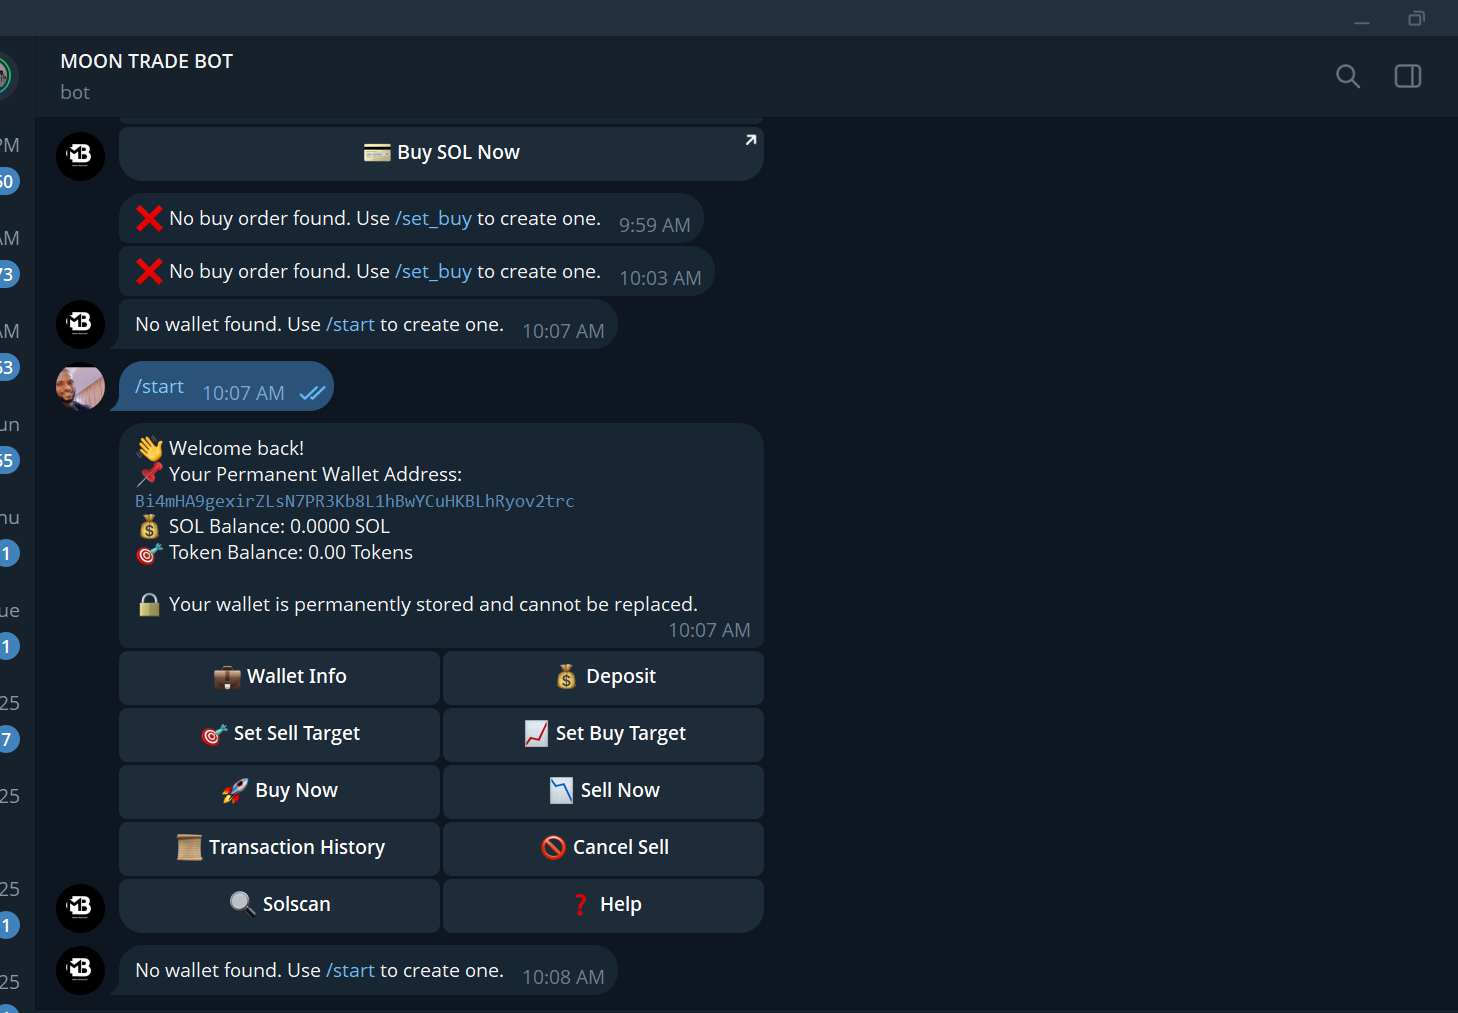 MOON TRADE BOT
bot
PM
60
AM
73
AM
63
un
65
nu
1
ue
1
25
7
25
25
1
25
Buy SOL Now
No buy order found. Use /set_buy to create one. 9:59 AM
No buy order found. Use /set_buy to create one. 10:03 AM
No wallet found. Use /start to create one. 10:07 AM
/start 10:07 AM
Welcome back!
Your Permanent Wallet Address:
Bi4mHA9gexirZLsN7PR3Kb8L1hBwYCuHKBLhRyov2trc
SOL Balance: 0.0000 SOL
Token Balance: 0.00 Tokens
Your wallet is permanently stored and cannot be replaced.
10:07 AM
Wallet Info Deposit
Set Sell Target Set Buy Target
Buy Now Sell Now
Transaction History Cancel Sell
Solscan Help
No wallet found. Use /start to create one. 10:08 AM